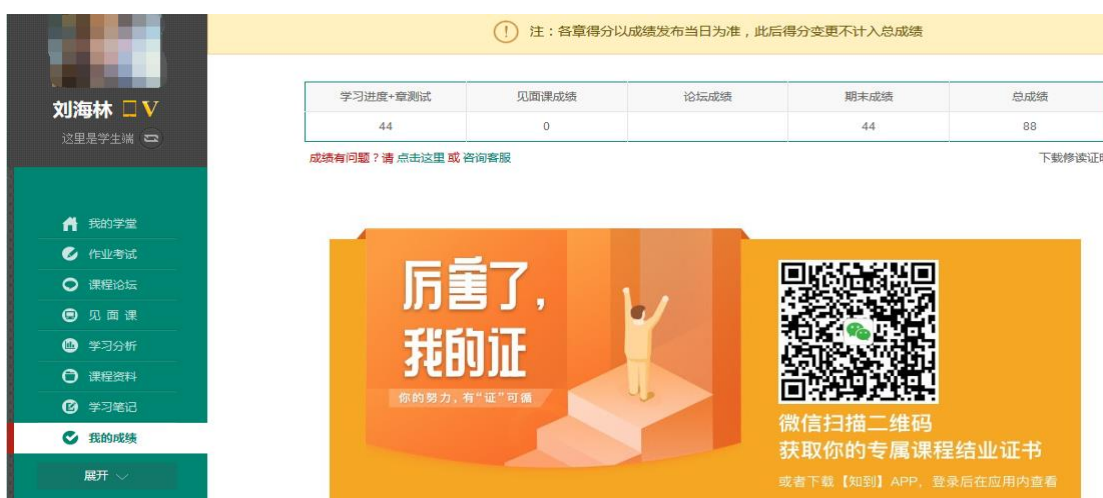 注：各章得分以成绩发布当日为准，此后得分变更不计入总成绩
刘海林
这里是学生端
我的学堂
作业考试
课程论坛
见面课
学习分析
课程资料
学习笔记
我的成绩
展开
学习进度+章测试 见面课成绩 论坛成绩 期末成绩 总成绩
44 0 44 88
成绩有问题？请 点击这里 或 咨询客服
下载修读证明
厉害了，
我的证
你的努力，有“证”可循
微信扫描二维码
获取你的专属课程结业证书
或者下载【知到】APP，登录后在应用内查看